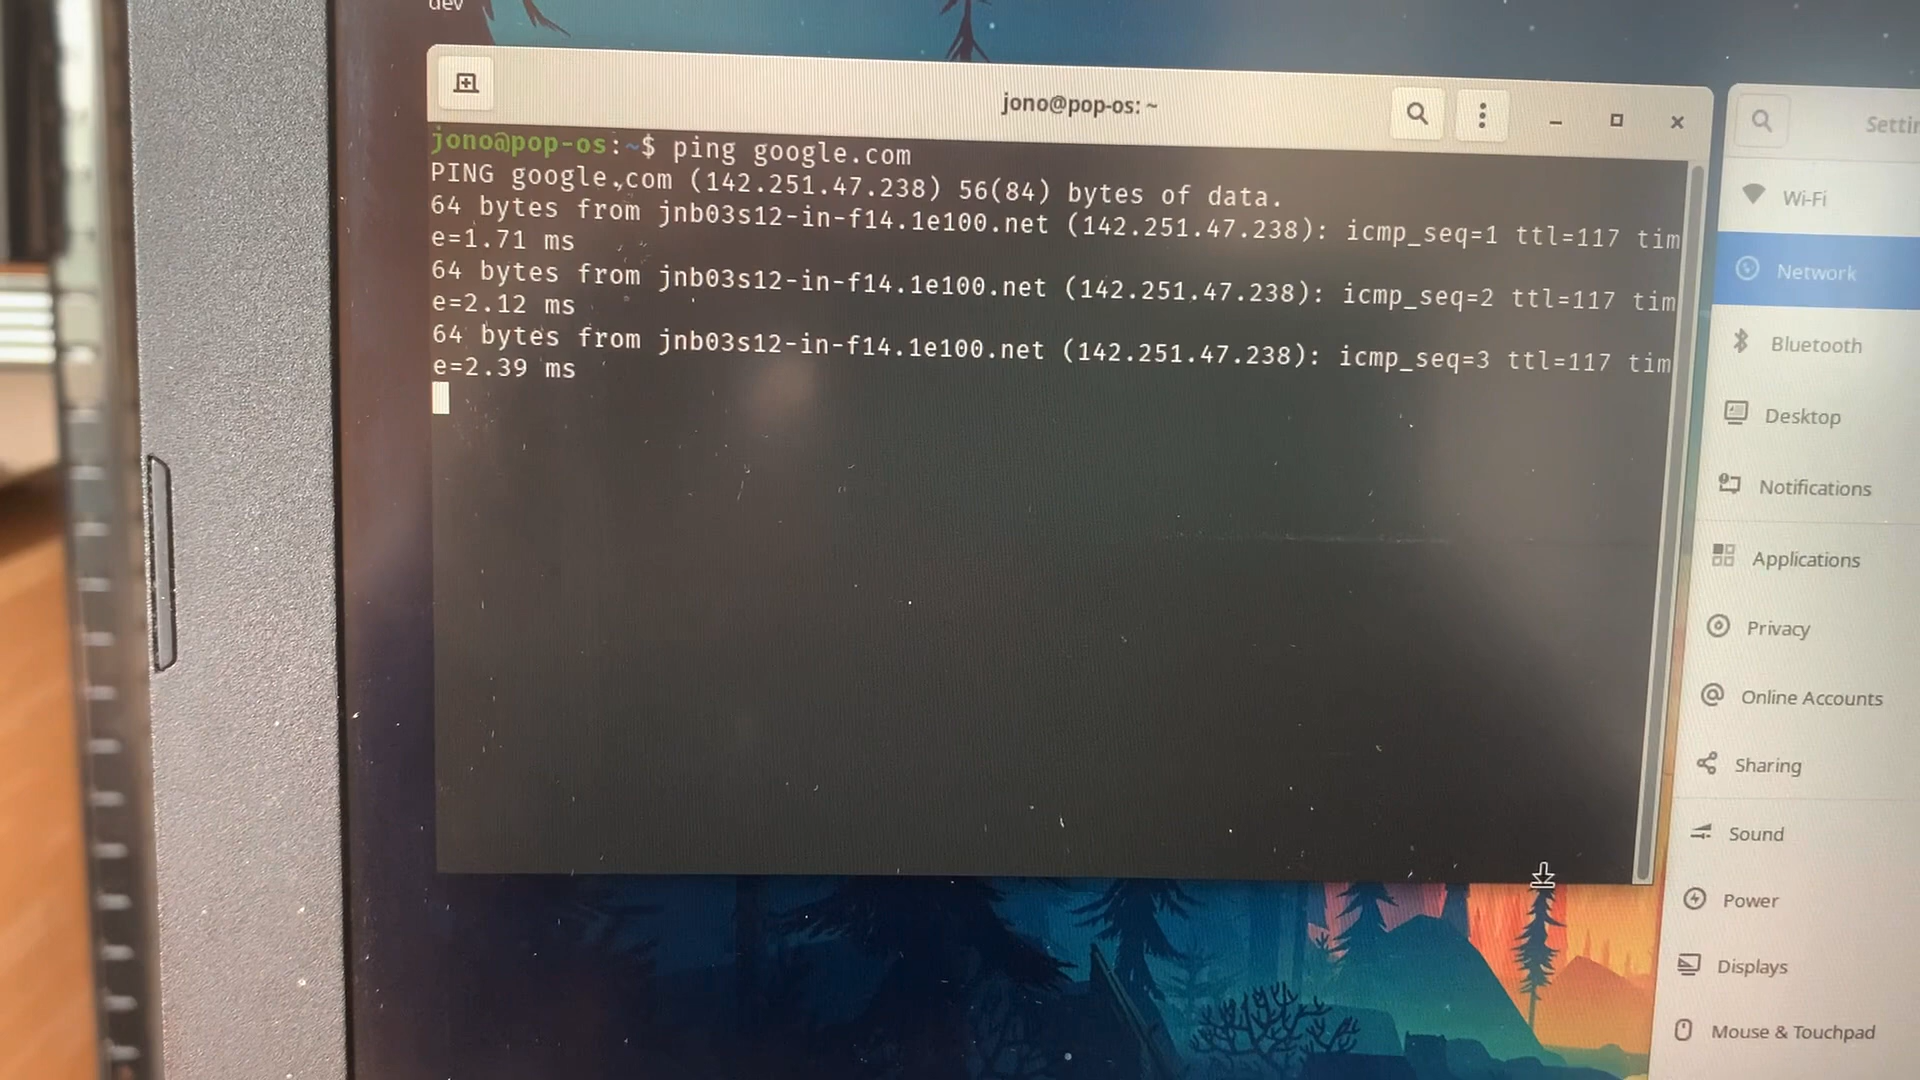 dev
jono@pop-os: ~
jono@pop-os:~$ ping google.com
PING google.com (142.251.47.238) 56(84) bytes of data.
64 bytes from jnb03s12-in-f14.1e100.net (142.251.47.238): icmp_seq=1 ttl=117 tim
e=1.71 ms
64 bytes from jnb03s12-in-f14.1e100.net (142.251.47.238): icmp_seq=2 ttl=117 tim
e=2.12 ms
64 bytes from jnb03s12-in-f14.1e100.net (142.251.47.238): icmp_seq=3 ttl=117 tim
e=2.39 ms
Settin
Wi-Fi
Network
Bluetooth
Desktop
Notifications
Applications
Privacy
Online Accounts
Sharing
Sound
Power
Displays
Mouse & Touchpad